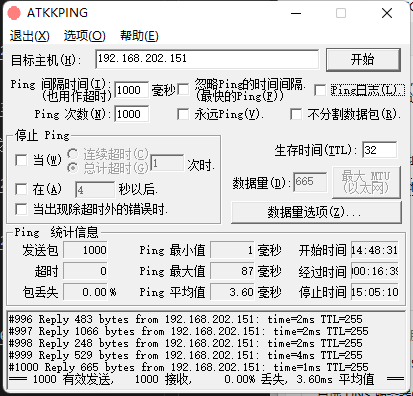 ATKKPING
退出(X) 选项(O) 帮助(E)
目标主机(H): 192.168.202.151 开始
Ping 间隔时间(I): 1000 毫秒 忽略Ping的时间间隔. Ping日志(L)
(也用作超时) (最快的Ping(F))
Ping 次数(N): 1000 永远Ping(V). 不分割数据包(R).
停止 Ping
当(W) 连续超时(C) 1 次时.
总计超时(G)
在(A) 4 秒以后.
当出现除超时外的错误时.
生存时间(TTL): 32
数据量(D): 665 最大 MTU
(以太网)
数据量选项(Z)...
Ping 统计信息
发送包 1000 Ping 最小值 1 毫秒 开始时间 14:48:31
超时 0 Ping 最大值 87 毫秒 经过时间 000:16:39
包丢失 0.00 % Ping 平均值 3.60 毫秒 停止时间 15:05:10
#996 Reply 483 bytes from 192.168.202.151: time=2ms TTL=255
#997 Reply 1066 bytes from 192.168.202.151: time=2ms TTL=255
#998 Reply 248 bytes from 192.168.202.151: time=2ms TTL=255
#999 Reply 529 bytes from 192.168.202.151: time=4ms TTL=255
#1000 Reply 665 bytes from 192.168.202.151: time=1ms TTL=255
== 1000 有效发送, 1000 接收, 0.00% 丢失, 3.60ms 平均值 ==